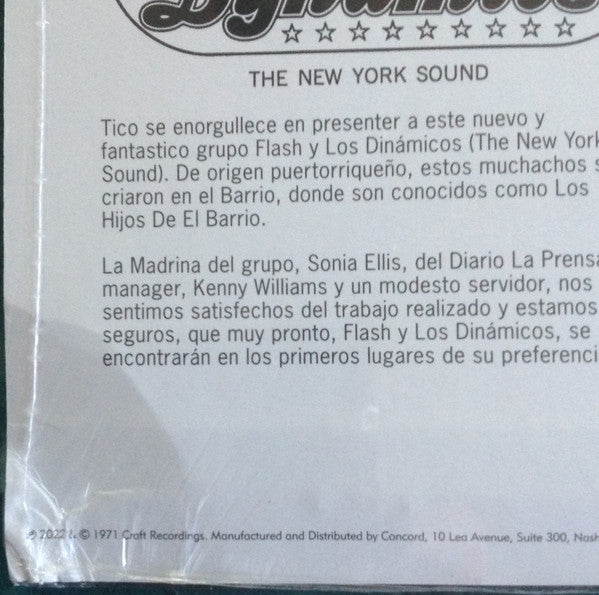 Dynamics
THE NEW YORK SOUND
Tico se enorgullece en presenter a este nuevo y
fantastico grupo Flash y Los Dinámicos (The New York
Sound). De origen puertorriqueño, estos muchachos s
criaron en el Barrio, donde son conocidos como Los
Hijos De El Barrio.
La Madrina del grupo, Sonia Ellis, del Diario La Prensa
manager, Kenny Williams y un modesto servidor, nos
sentimos satisfechos del trabajo realizado y estamos
seguros, que muy pronto, Flash y Los Dinámicos, se
encontrarán en los primeros lugares de su preferenci
℗ 2022 & © 1971 Craft Recordings. Manufactured and Distributed by Concord, 10 Lea Avenue, Suite 300, Nash